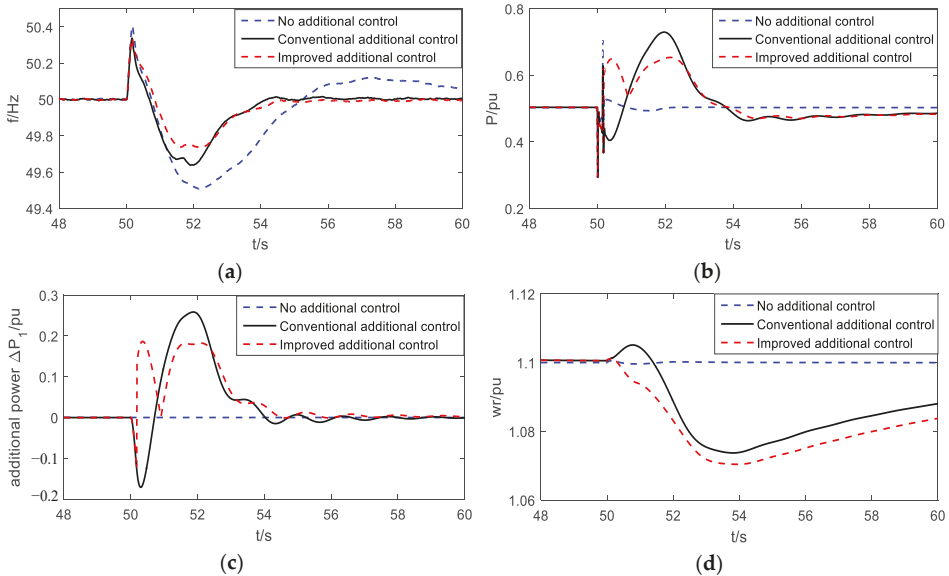 50.4
50.2
50
49.8
49.6
49.4
f/Hz
No additional control
Conventional additional control
Improved additional control
48 50 52 54 56 58 60
t/s
(a)
0.8
0.6
0.4
0.2
P/pu
No additional control
Conventional additional control
Improved additional control
48 50 52 54 56 58 60
t/s
(b)
0.3
0.2
0.1
0
−0.1
−0.2
additional power ΔP1/pu
No additional control
Conventional additional control
Improved additional control
48 50 52 54 56 58 60
t/s
(c)
1.12
1.1
1.08
1.06
wr/pu
No additional control
Conventional additional control
Improved additional control
48 50 52 54 56 58 60
t/s
(d)